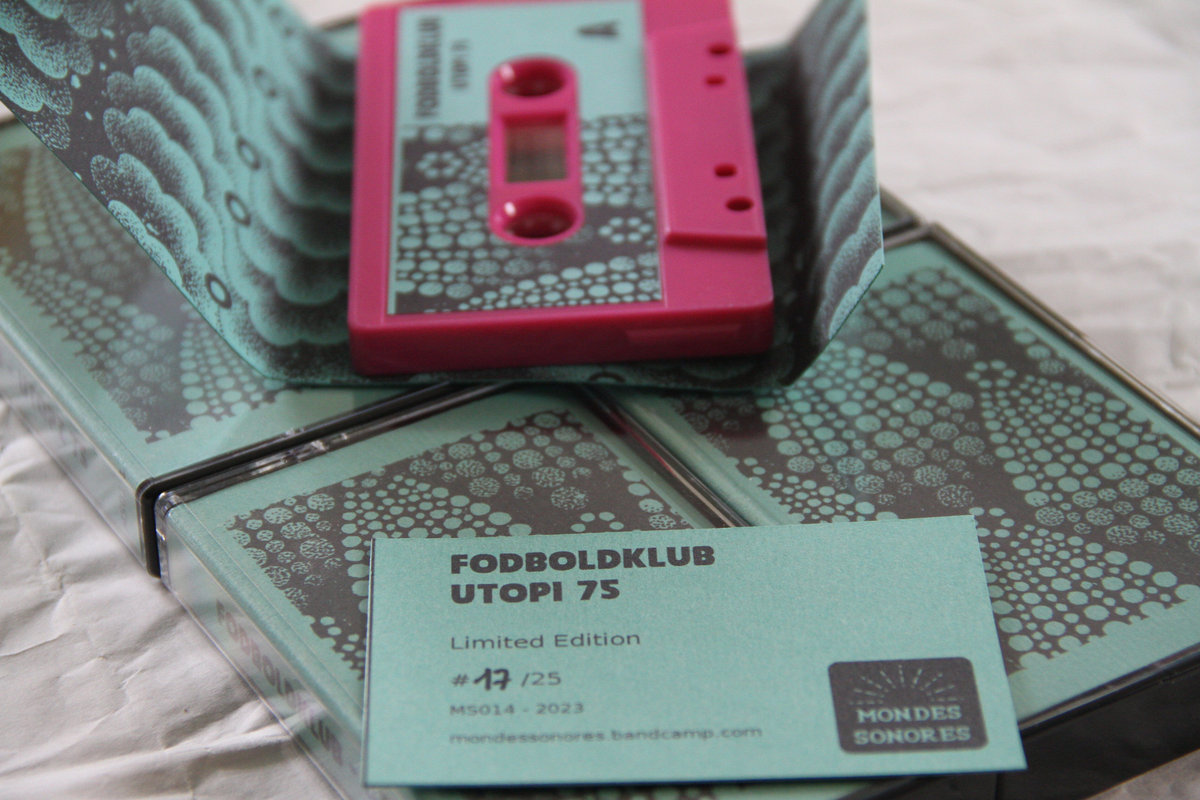 FODBOLDKLUB
UTOPI 75
A
FODBOLDKLUB
UTOPI 75
Limited Edition
#17 /25
MS014 - 2023
mondessonores.bandcamp.com
MONDES
SONORES
FODBOLDKLUB